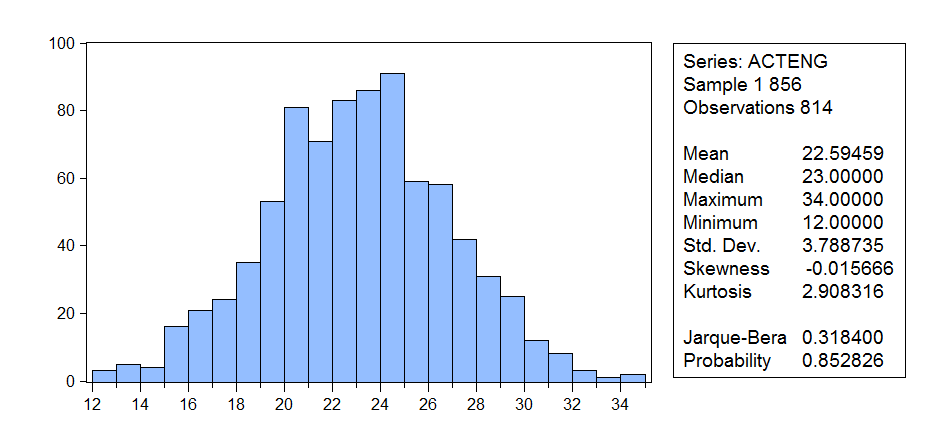 100
80
60
40
20
0
12 14 16 18 20 22 24 26 28 30 32 34
Series: ACTENG
Sample 1 856
Observations 814
Mean 22.59459
Median 23.00000
Maximum 34.00000
Minimum 12.00000
Std. Dev. 3.788735
Skewness -0.015666
Kurtosis 2.908316
Jarque-Bera 0.318400
Probability 0.852826